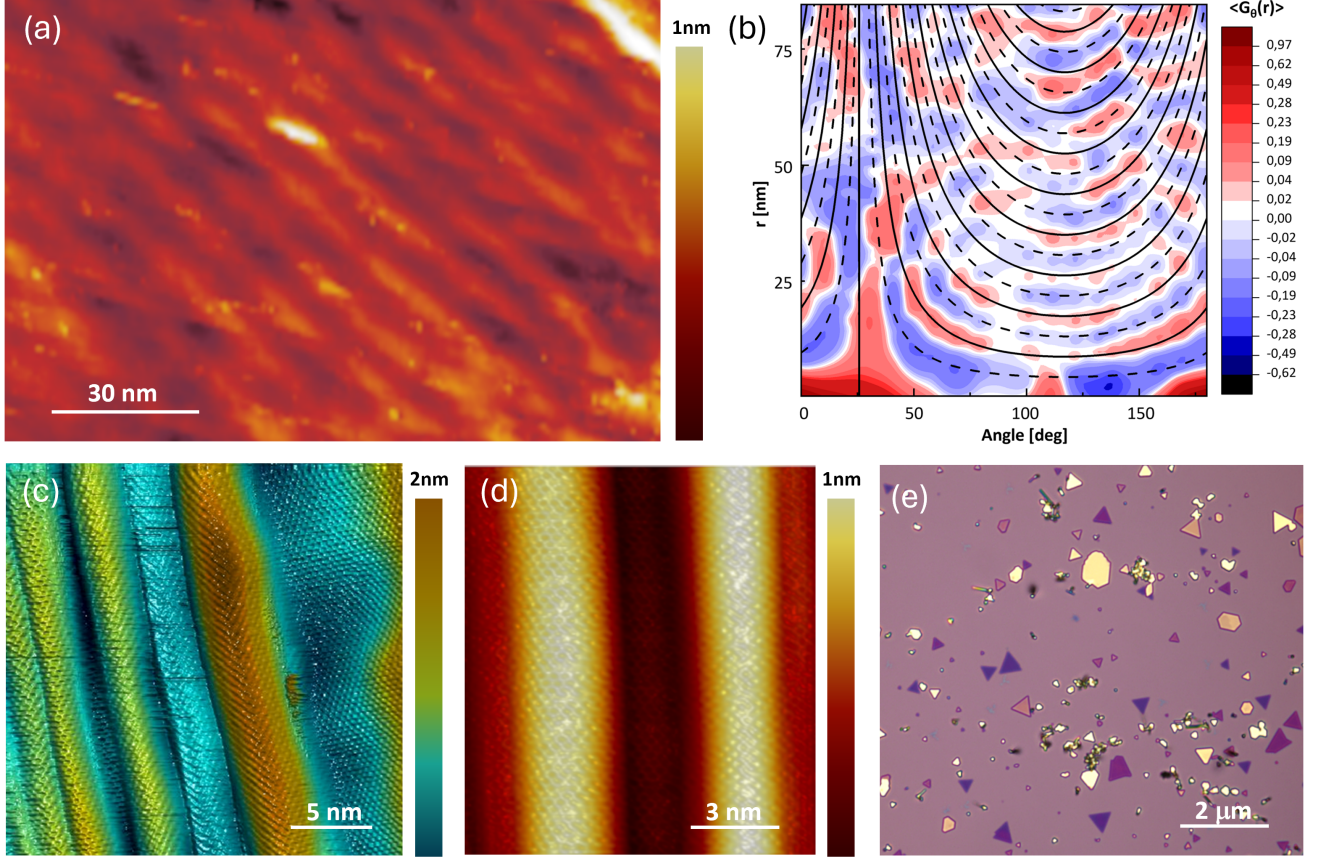 (a)
1nm
30 nm
(b)
<Gθ(r)>
75
50
25
r [nm]
0
50
100
150
Angle [deg]
0,97
0,62
0,49
0,28
0,23
0,19
0,09
0,04
0,02
0,00
-0,02
-0,04
-0,09
-0,19
-0,23
-0,28
-0,49
-0,62
(c)
2nm
5 nm
(d)
1nm
3 nm
(e)
2 μm